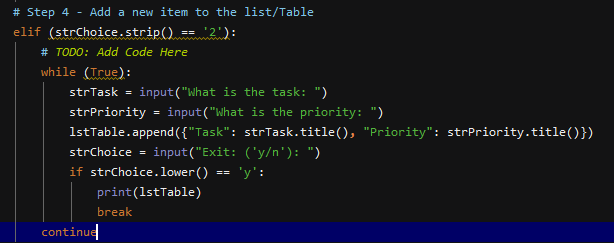 # Step 4 - Add a new item to the list/Table
elif (strChoice.strip() == '2'):
# TODO: Add Code Here
while (True):
strTask = input("What is the task: ")
strPriority = input("What is the priority: ")
lstTable.append({"Task": strTask.title(), "Priority": strPriority.title()})
strChoice = input("Exit: ('y/n'): ")
if strChoice.lower() == 'y':
print(lstTable)
break
continue